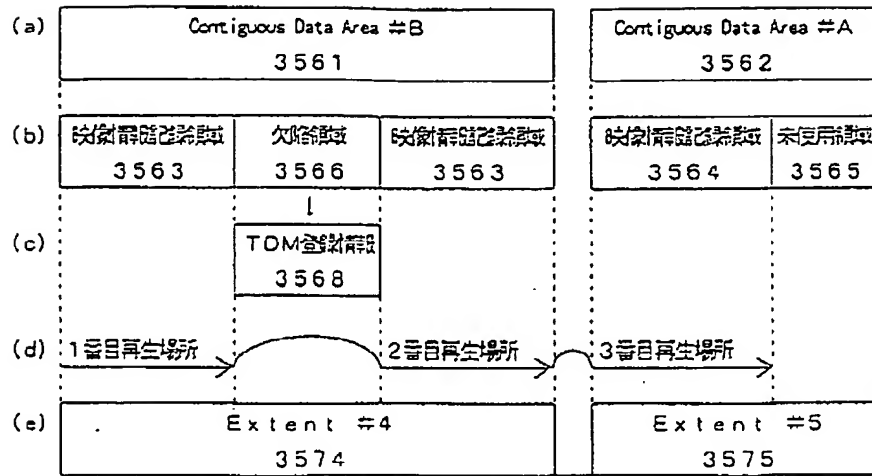 (a) Contiguous Data Area #B Contiguous Data Area #A
3561 3562
(b) 映像情報記録領域 欠陥領域 映像情報記録領域 映像情報記録領域 未使用領域
3563 3566 3563 3564 3565
(c) TDM登録情報
3568
(d) 1番目再生場所 2番目再生場所 3番目再生場所
(e) Extent #4 Extent #5
3574 3575